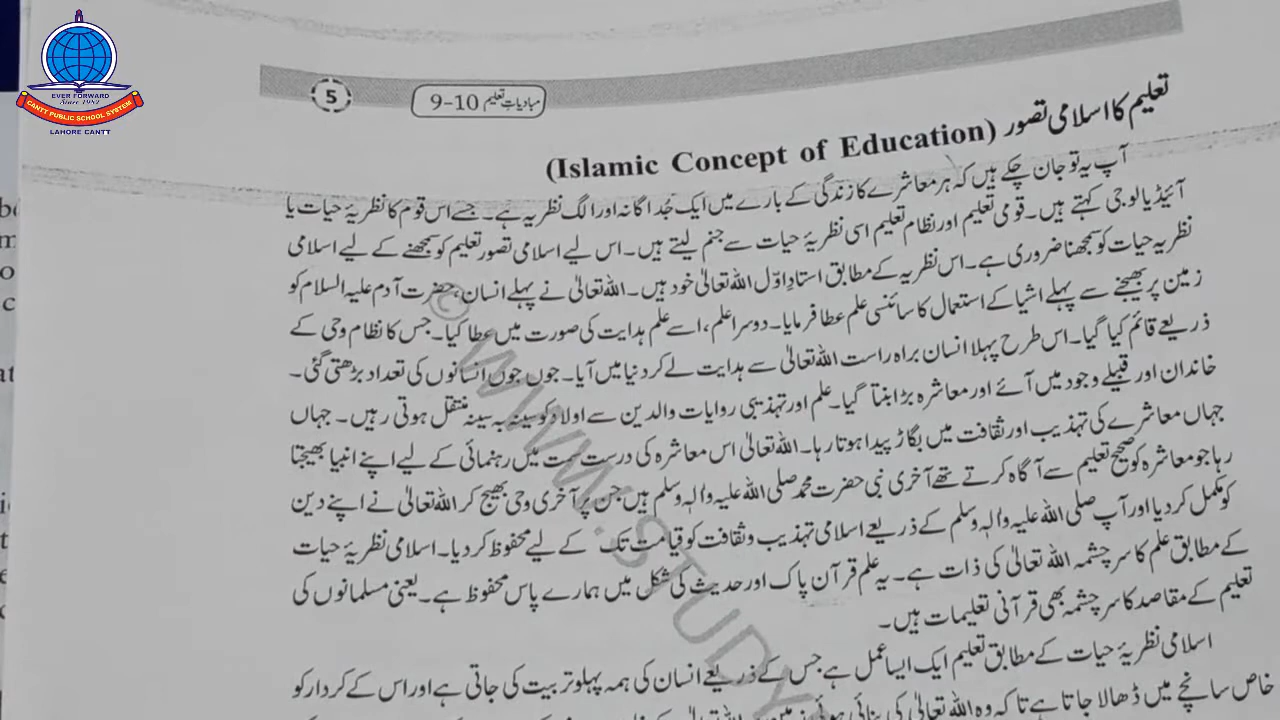 EVER FORWARD
Since 1982
CANTT PUBLIC SCHOOL SYSTEM
LAHORE CANTT
5
مبادیاتِ تعلیم 10-9
تعلیم کا اسلامی تصور (Islamic Concept of Education)
آپ یہ تو جان چکے ہیں کہ ہر معاشرے کا زندگی کے بارے میں ایک جُداگانہ اور الگ نظریہ ہے۔ جسے اس قوم کا نظریۂ حیات یا
آئیڈیالوجی کہتے ہیں۔ قومی تعلیم اور نظام تعلیم اسی نظریۂ حیات سے جنم لیتے ہیں۔ اس لیے اسلامی تصور تعلیم کو سمجھنے کے لیے اسلامی
نظریہ حیات کو سمجھنا ضروری ہے۔ اس نظریہ کے مطابق استادِ اوّل اللہ تعالیٰ خود ہیں۔ اللہ تعالیٰ نے پہلے انسان، حضرت آدم علیہ السلام کو
زمین پر بھیجنے سے پہلے اشیا کے استعمال کا سائنسی علم عطا فرمایا۔ دوسرا علم، اسے علم ہدایت کی صورت میں عطا کیا۔ جس کا نظام وحی کے
ذریعے قائم کیا گیا۔ اس طرح پہلا انسان براہ راست اللہ تعالیٰ سے ہدایت لے کر دنیا میں آیا۔ جوں جوں انسانوں کی تعداد بڑھتی گئی۔
خاندان اور قبیلے وجود میں آئے اور معاشرہ بڑا بنتا گیا۔ علم اور تہذیبی روایات والدین سے اولاد کو سینہ بہ سینہ منتقل ہوتی رہیں۔ جہاں
جہاں معاشرے کی تہذیب اور ثقافت میں بگاڑ پیدا ہوتا رہا۔ اللہ تعالیٰ اس معاشرہ کی درست سمت میں رہنمائی کے لیے اپنے انبیا بھیجتا
رہا جو معاشرہ کو صحیح تعلیم سے آگاہ کرتے تھے آخری نبی حضرت محمد صلی اللہ علیہ والہٖ وسلم ہیں جن پر آخری وحی بھیج کر اللہ تعالیٰ نے اپنے دین
کو مکمل کر دیا اور آپ صلی اللہ علیہ والہٖ وسلم کے ذریعے اسلامی تہذیب و ثقافت کو قیامت تک کے لیے محفوظ کر دیا۔ اسلامی نظریۂ حیات
کے مطابق علم کا سر چشمہ اللہ تعالیٰ کی ذات ہے۔ یہ علم قرآن پاک اور حدیث کی شکل میں ہمارے پاس محفوظ ہے۔ یعنی مسلمانوں کی
تعلیم کے مقاصد کا سر چشمہ بھی قرآنی تعلیمات ہیں۔
اسلامی نظریۂ حیات کے مطابق تعلیم ایک ایسا عمل ہے جس کے ذریعے انسان کی ہمہ پہلو تربیت کی جاتی ہے اور اس کے کردار کو
خاص سانچے میں ڈھالا جاتا ہے تا کہ وہ اللہ تعالیٰ کی بنائی ہوئی
© WWW.STUDY